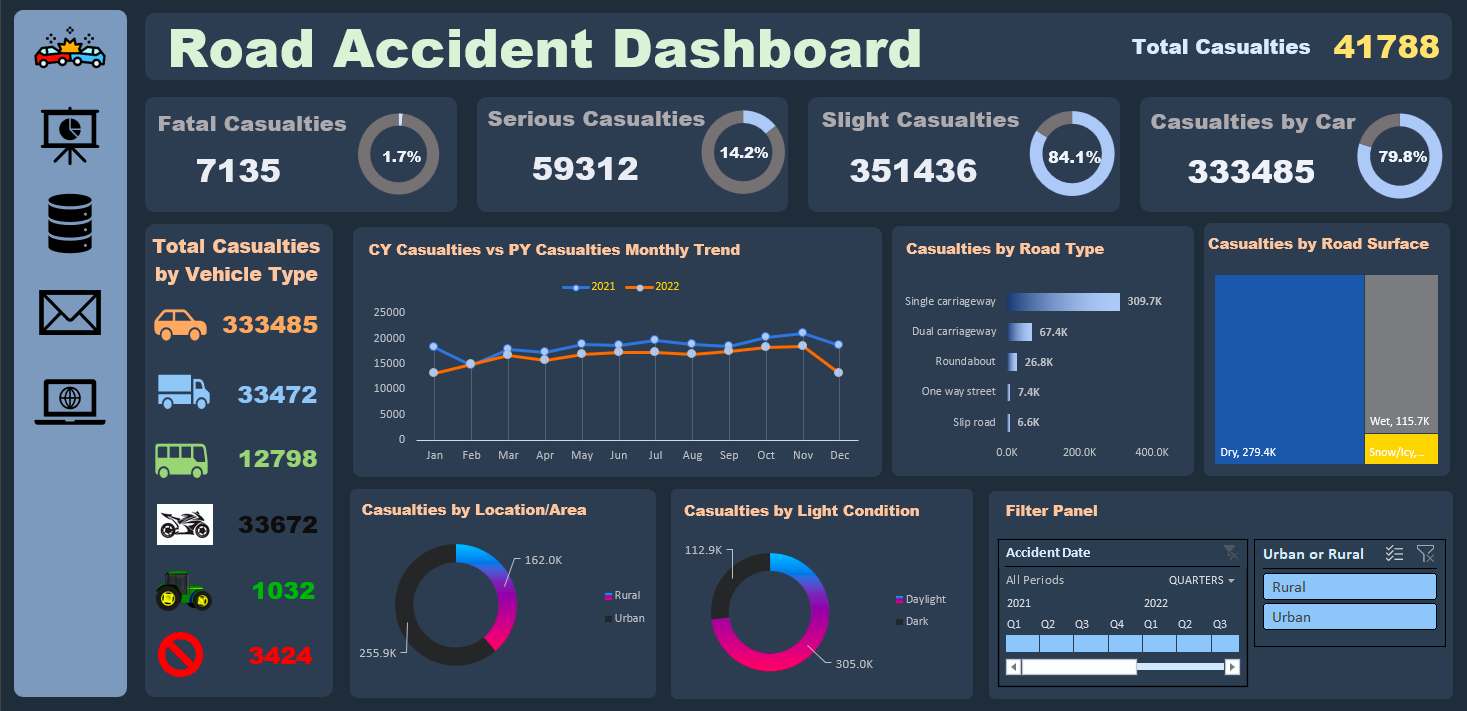 Road Accident Dashboard
Total Casualties 41788
Fatal Casualties
7135
1.7%
Serious Casualties
59312
14.2%
Slight Casualties
351436
84.1%
Casualties by Car
333485
79.8%
Total Casualties
by Vehicle Type
333485
33472
12798
33672
1032
3424
CY Casualties vs PY Casualties Monthly Trend
2021 2022
25000
20000
15000
10000
5000
0
Jan Feb Mar Apr May Jun Jul Aug Sep Oct Nov Dec
Casualties by Road Type
Single carriageway 309.7K
Dual carriageway 67.4K
Roundabout 26.8K
One way street 7.4K
Slip road 6.6K
0.0K 200.0K 400.0K
Casualties by Road Surface
Dry, 279.4K
Wet, 115.7K
Snow/Icy,...
Casualties by Location/Area
162.0K
255.9K
Rural
Urban
Casualties by Light Condition
112.9K
305.0K
Daylight
Dark
Filter Panel
Accident Date
All Periods QUARTERS
2021 2022
Q1 Q2 Q3 Q4 Q1 Q2 Q3
Urban or Rural
Rural
Urban